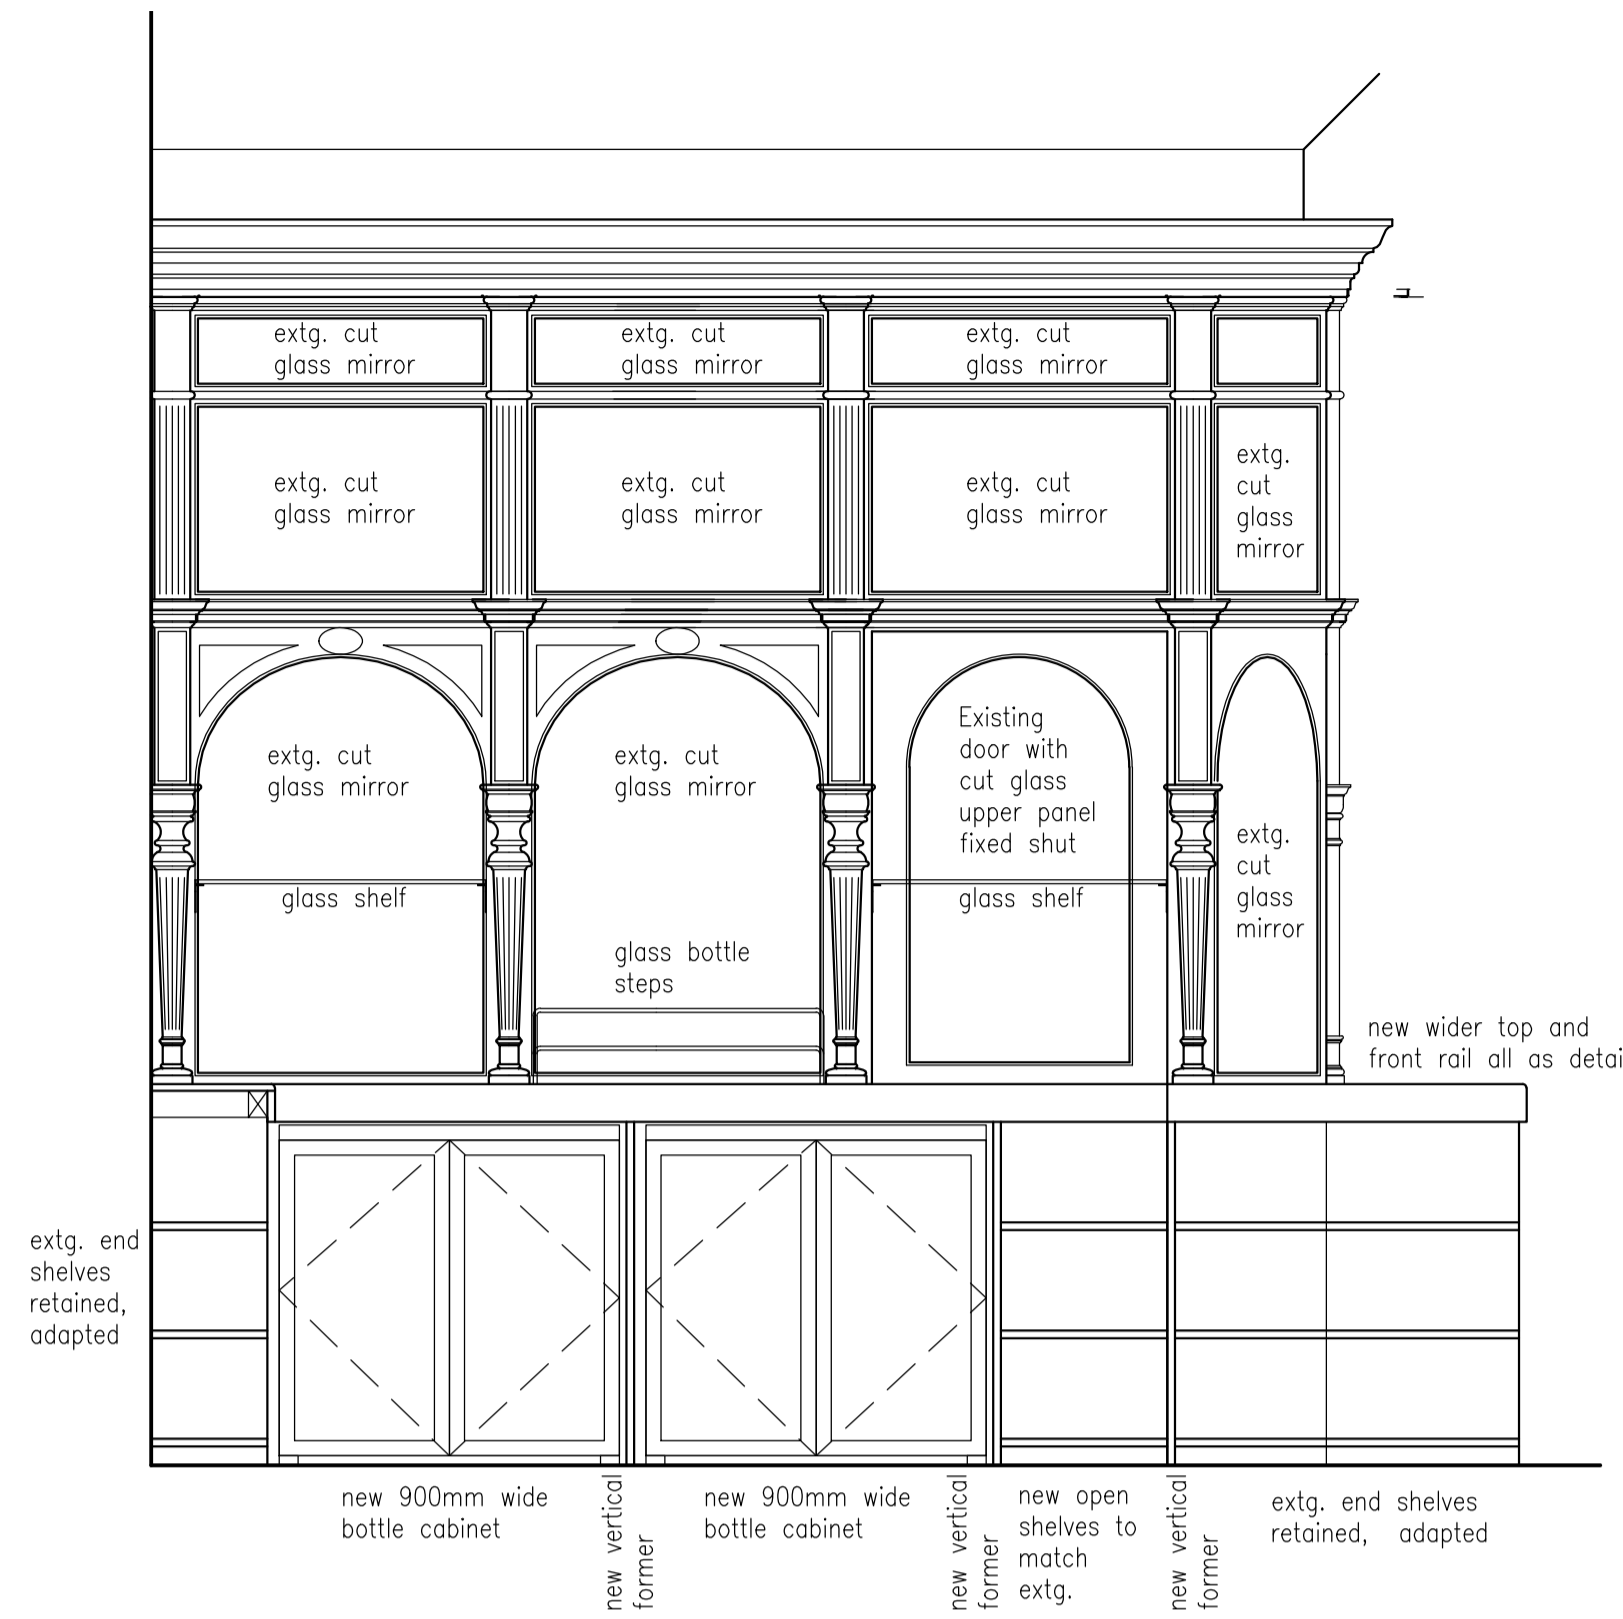 extg. cut
glass mirror
extg. cut
glass mirror
extg. cut
glass mirror
extg. cut
glass mirror
extg. cut
glass mirror
extg. cut
glass mirror
extg.
cut
glass
mirror
extg. cut
glass mirror
glass shelf
extg. cut
glass mirror
glass bottle
steps
Existing
door with
cut glass
upper panel
fixed shut
glass shelf
extg.
cut
glass
mirror
new wider top and
front rail all as detai
extg. end
shelves
retained,
adapted
new 900mm wide
bottle cabinet
new vertical
former
new 900mm wide
bottle cabinet
new vertical
former
new open
shelves to
match
extg.
new vertical
former
extg. end shelves
retained, adapted